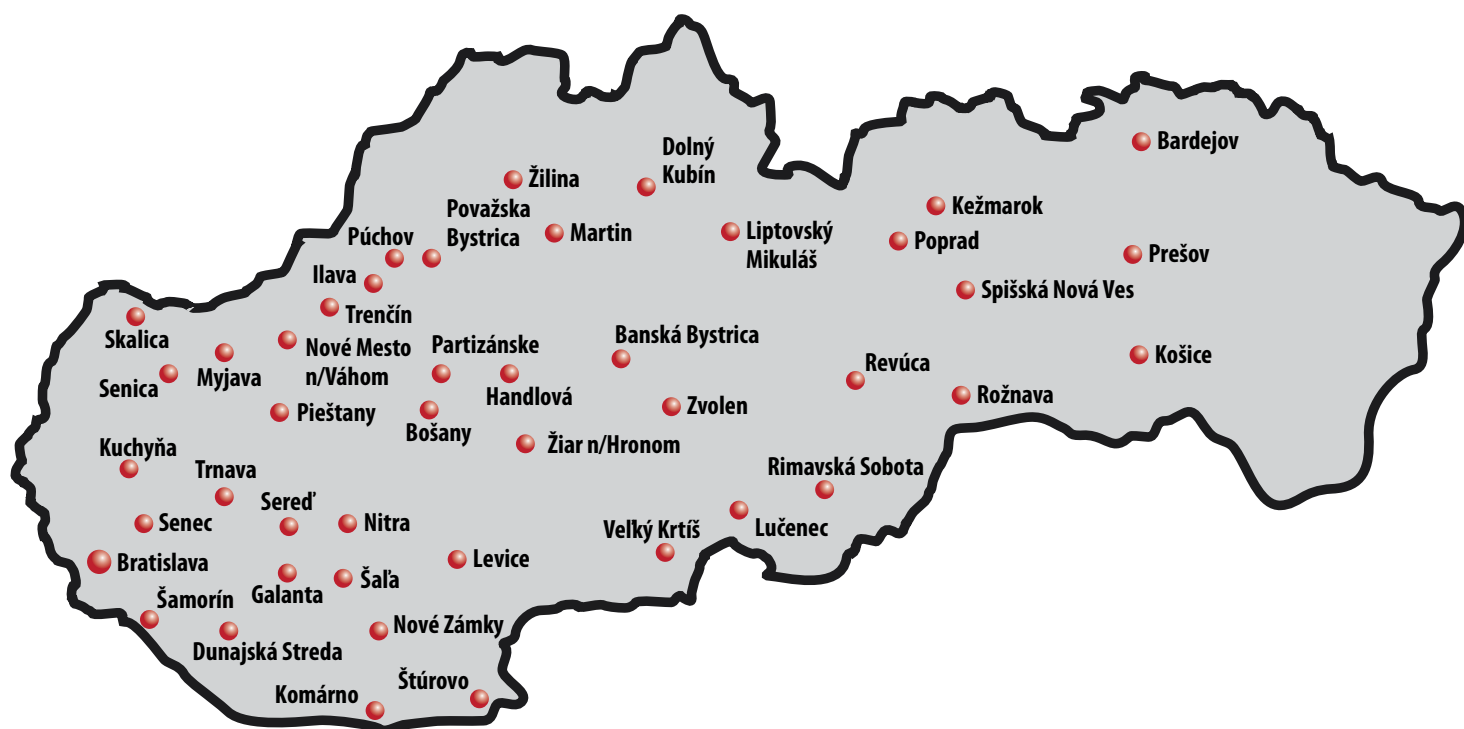 Bardejov
Dolný
Kubín
Žilina
Kežmarok
Považska
Bystrica
Martin
Liptovský
Mikuláš
Poprad
Púchov
Prešov
Ilava
Spišská Nová Ves
Trenčín
Skalica
Nové Mesto
n/Váhom
Partizánske
Banská Bystrica
Košice
Revúca
Senica
Myjava
Handlová
Rožnava
Pieštany
Bošany
Zvolen
Žiar n/Hronom
Kuchyňa
Trnava
Rimavská Sobota
Sereď
Senec
Nitra
Veľký Krtíš
Lučenec
Bratislava
Levice
Galanta
Šaľa
Šamorín
Nové Zámky
Dunajská Streda
Komárno
Štúrovo